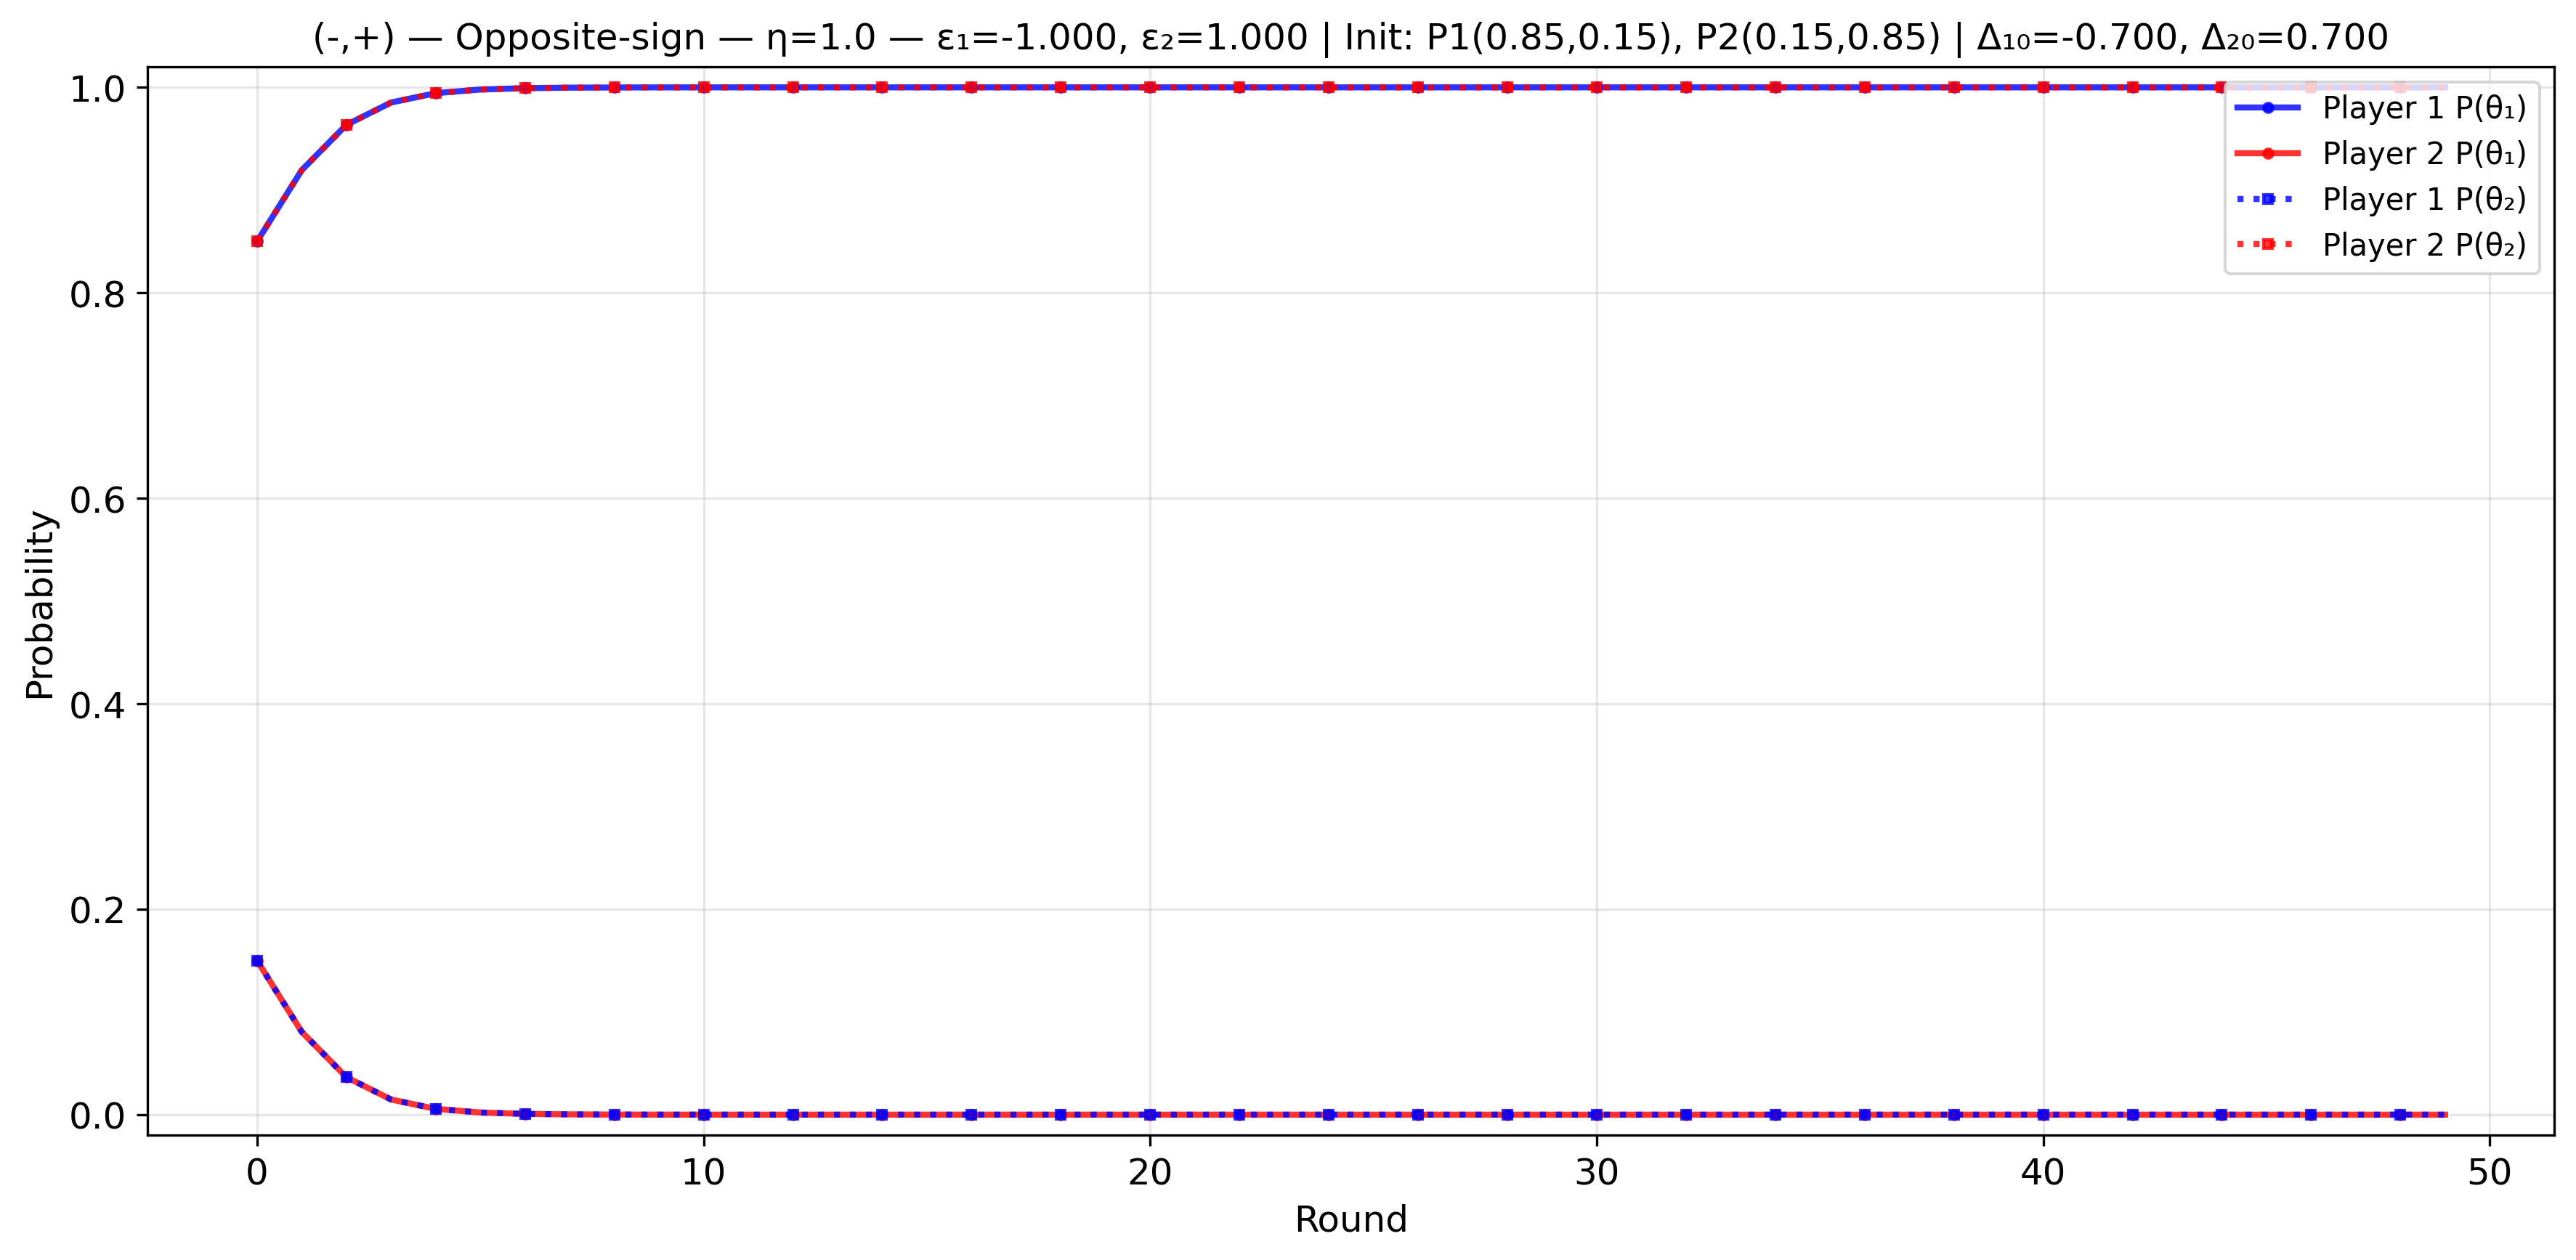 (-,+) — Opposite-sign — η=1.0 — ε₁=-1.000, ε₂=1.000 | Init: P1(0.85,0.15), P2(0.15,0.85) | Δ₁₀=-0.700, Δ₂₀=0.700
Probability
1.0
0.8
0.6
0.4
0.2
0.0
Player 1 P(θ₁)
Player 2 P(θ₁)
Player 1 P(θ₂)
Player 2 P(θ₂)
0 10 20 30 40 50
Round